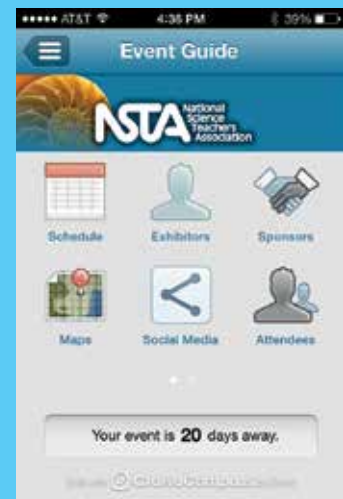 AT&T 4:36 PM 39%
Event Guide
NSTA National
Science
Teachers
Association
Schedule Exhibitors Sponsors
Maps Social Media Attendees
Your event is 20 days away.